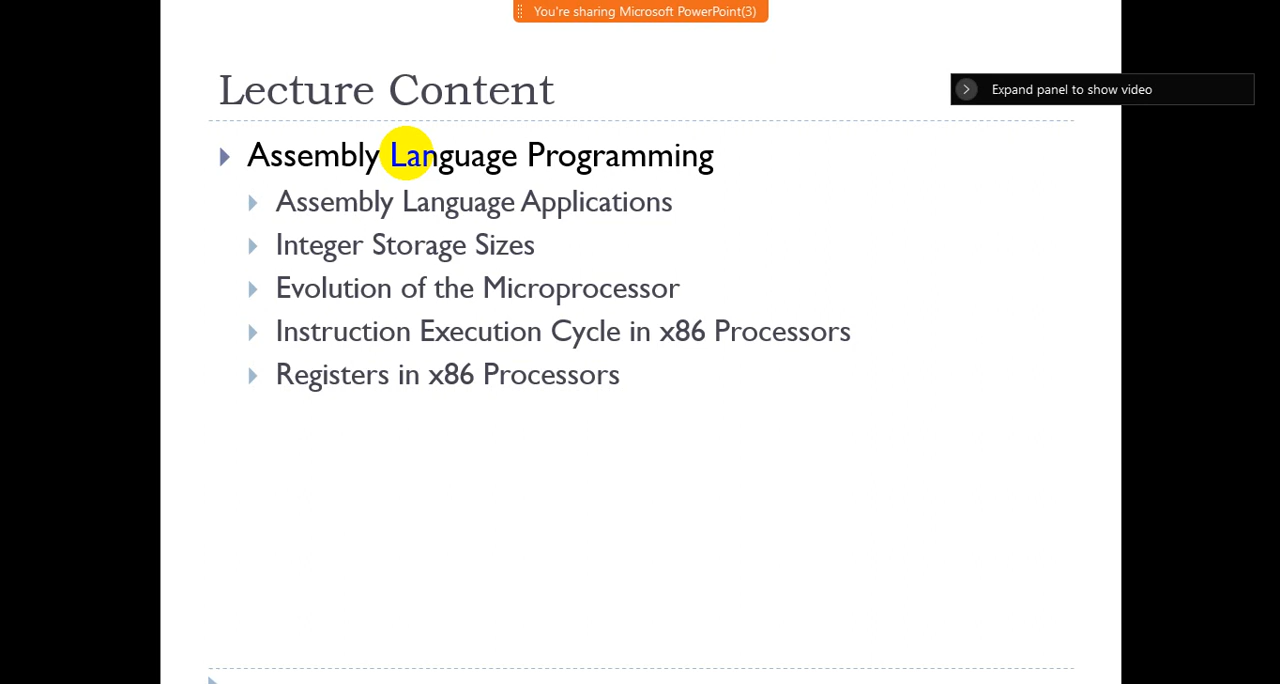 You're sharing Microsoft PowerPoint(3)
Lecture Content
Expand panel to show video
Assembly Language Programming
Assembly Language Applications
Integer Storage Sizes
Evolution of the Microprocessor
Instruction Execution Cycle in x86 Processors
Registers in x86 Processors